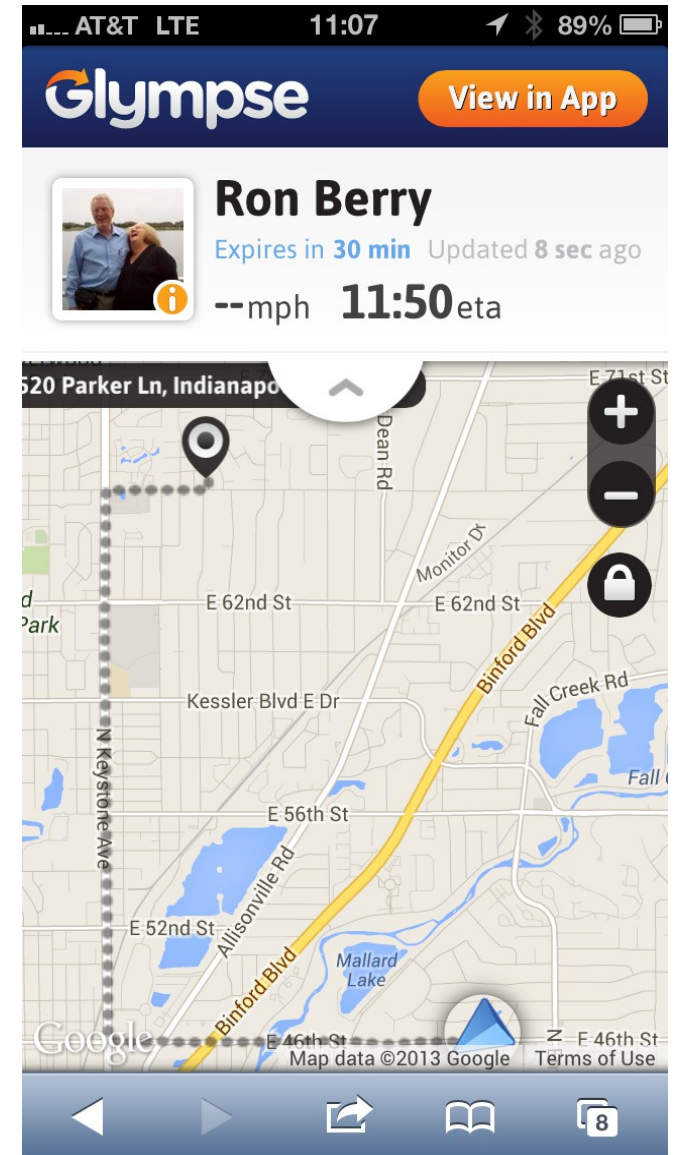 AT&T LTE 11:07 89%
Glympse View in App
Ron Berry
Expires in 30 min Updated 8 sec ago
--mph 11:50eta
520 Parker Ln, Indianapo
E 71st St
Dean Rd
Monitor Dr
E 62nd St E 62nd St
Park
Binford Blvd
Kessler Blvd E Dr
Fall Creek Rd
N Keystone Ave
Fall
E 56th St
Allisonville Rd
E 52nd St
Mallard
Lake
Binford Blvd
Google E 46th St N E 46th St
Map data ©2013 Google Terms of Use
8